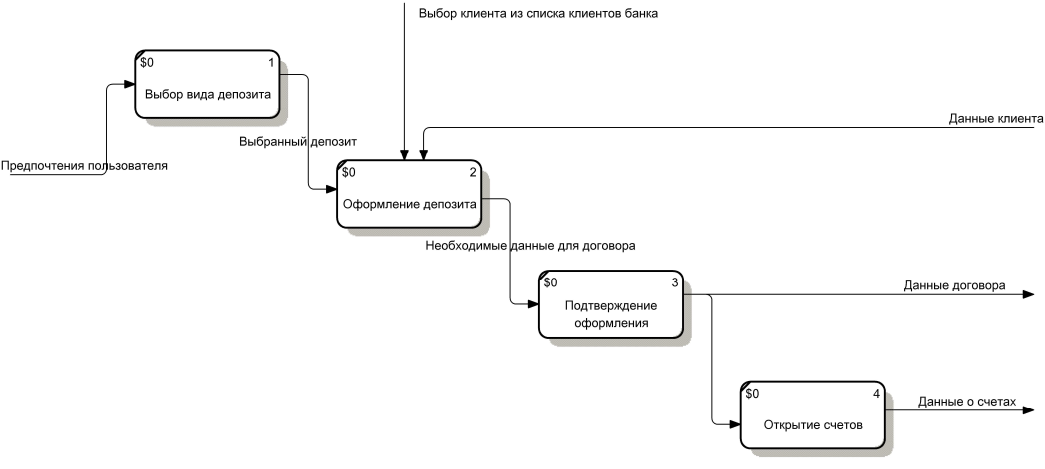 Выбор клиента из списка клиентов банка
$0 1
Выбор вида депозита
Данные клиента
Выбранный депозит
Предпочтения пользователя
$0 2
Оформление депозита
Необходимые данные для договора
$0 3
Подтверждение
оформления
Данные договора
$0 4
Открытие счетов
Данные о счетах